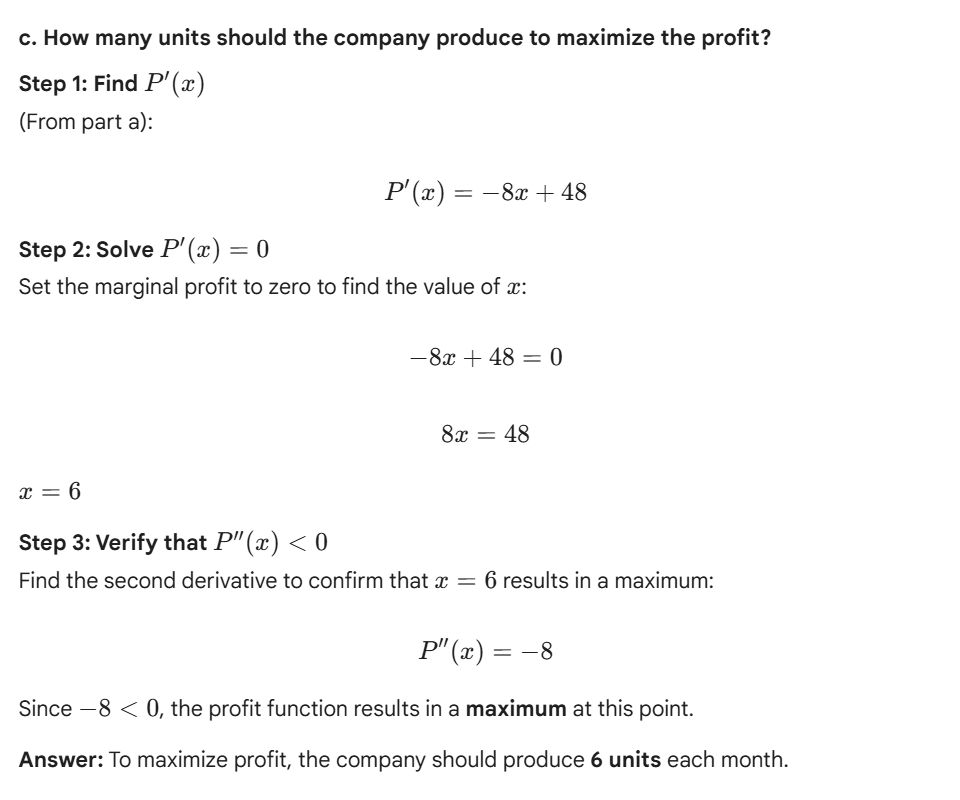 c. How many units should the company produce to maximize the profit?
Step 1: Find P′(x)
(From part a):
P′(x) = −8x + 48
Step 2: Solve P′(x) = 0
Set the marginal profit to zero to find the value of x:
−8x + 48 = 0
8x = 48
x = 6
Step 3: Verify that P″(x) < 0
Find the second derivative to confirm that x = 6 results in a maximum:
P″(x) = −8
Since −8 < 0, the profit function results in a maximum at this point.
Answer: To maximize profit, the company should produce 6 units each month.